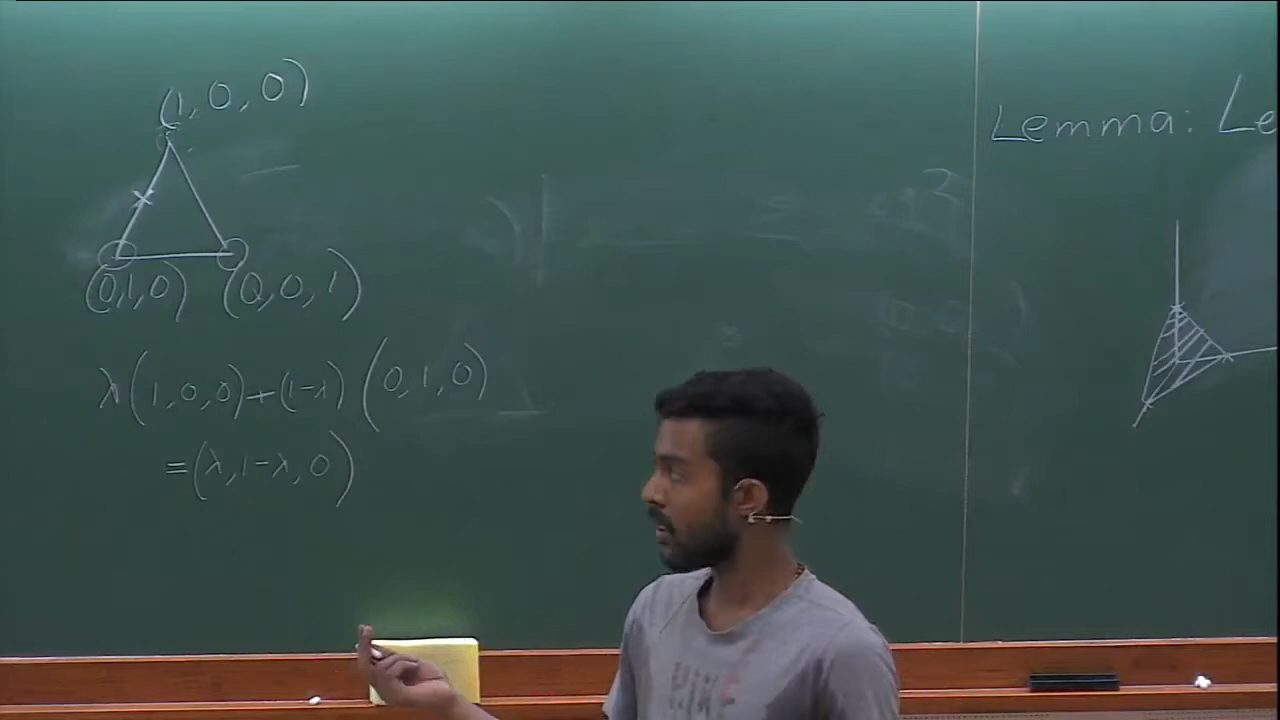 (1, 0, 0)
(0,1,0) (0,0,1)
λ(1,0,0)+(1-λ)(0,1,0)
=(λ,1-λ,0)
Lemma: Le